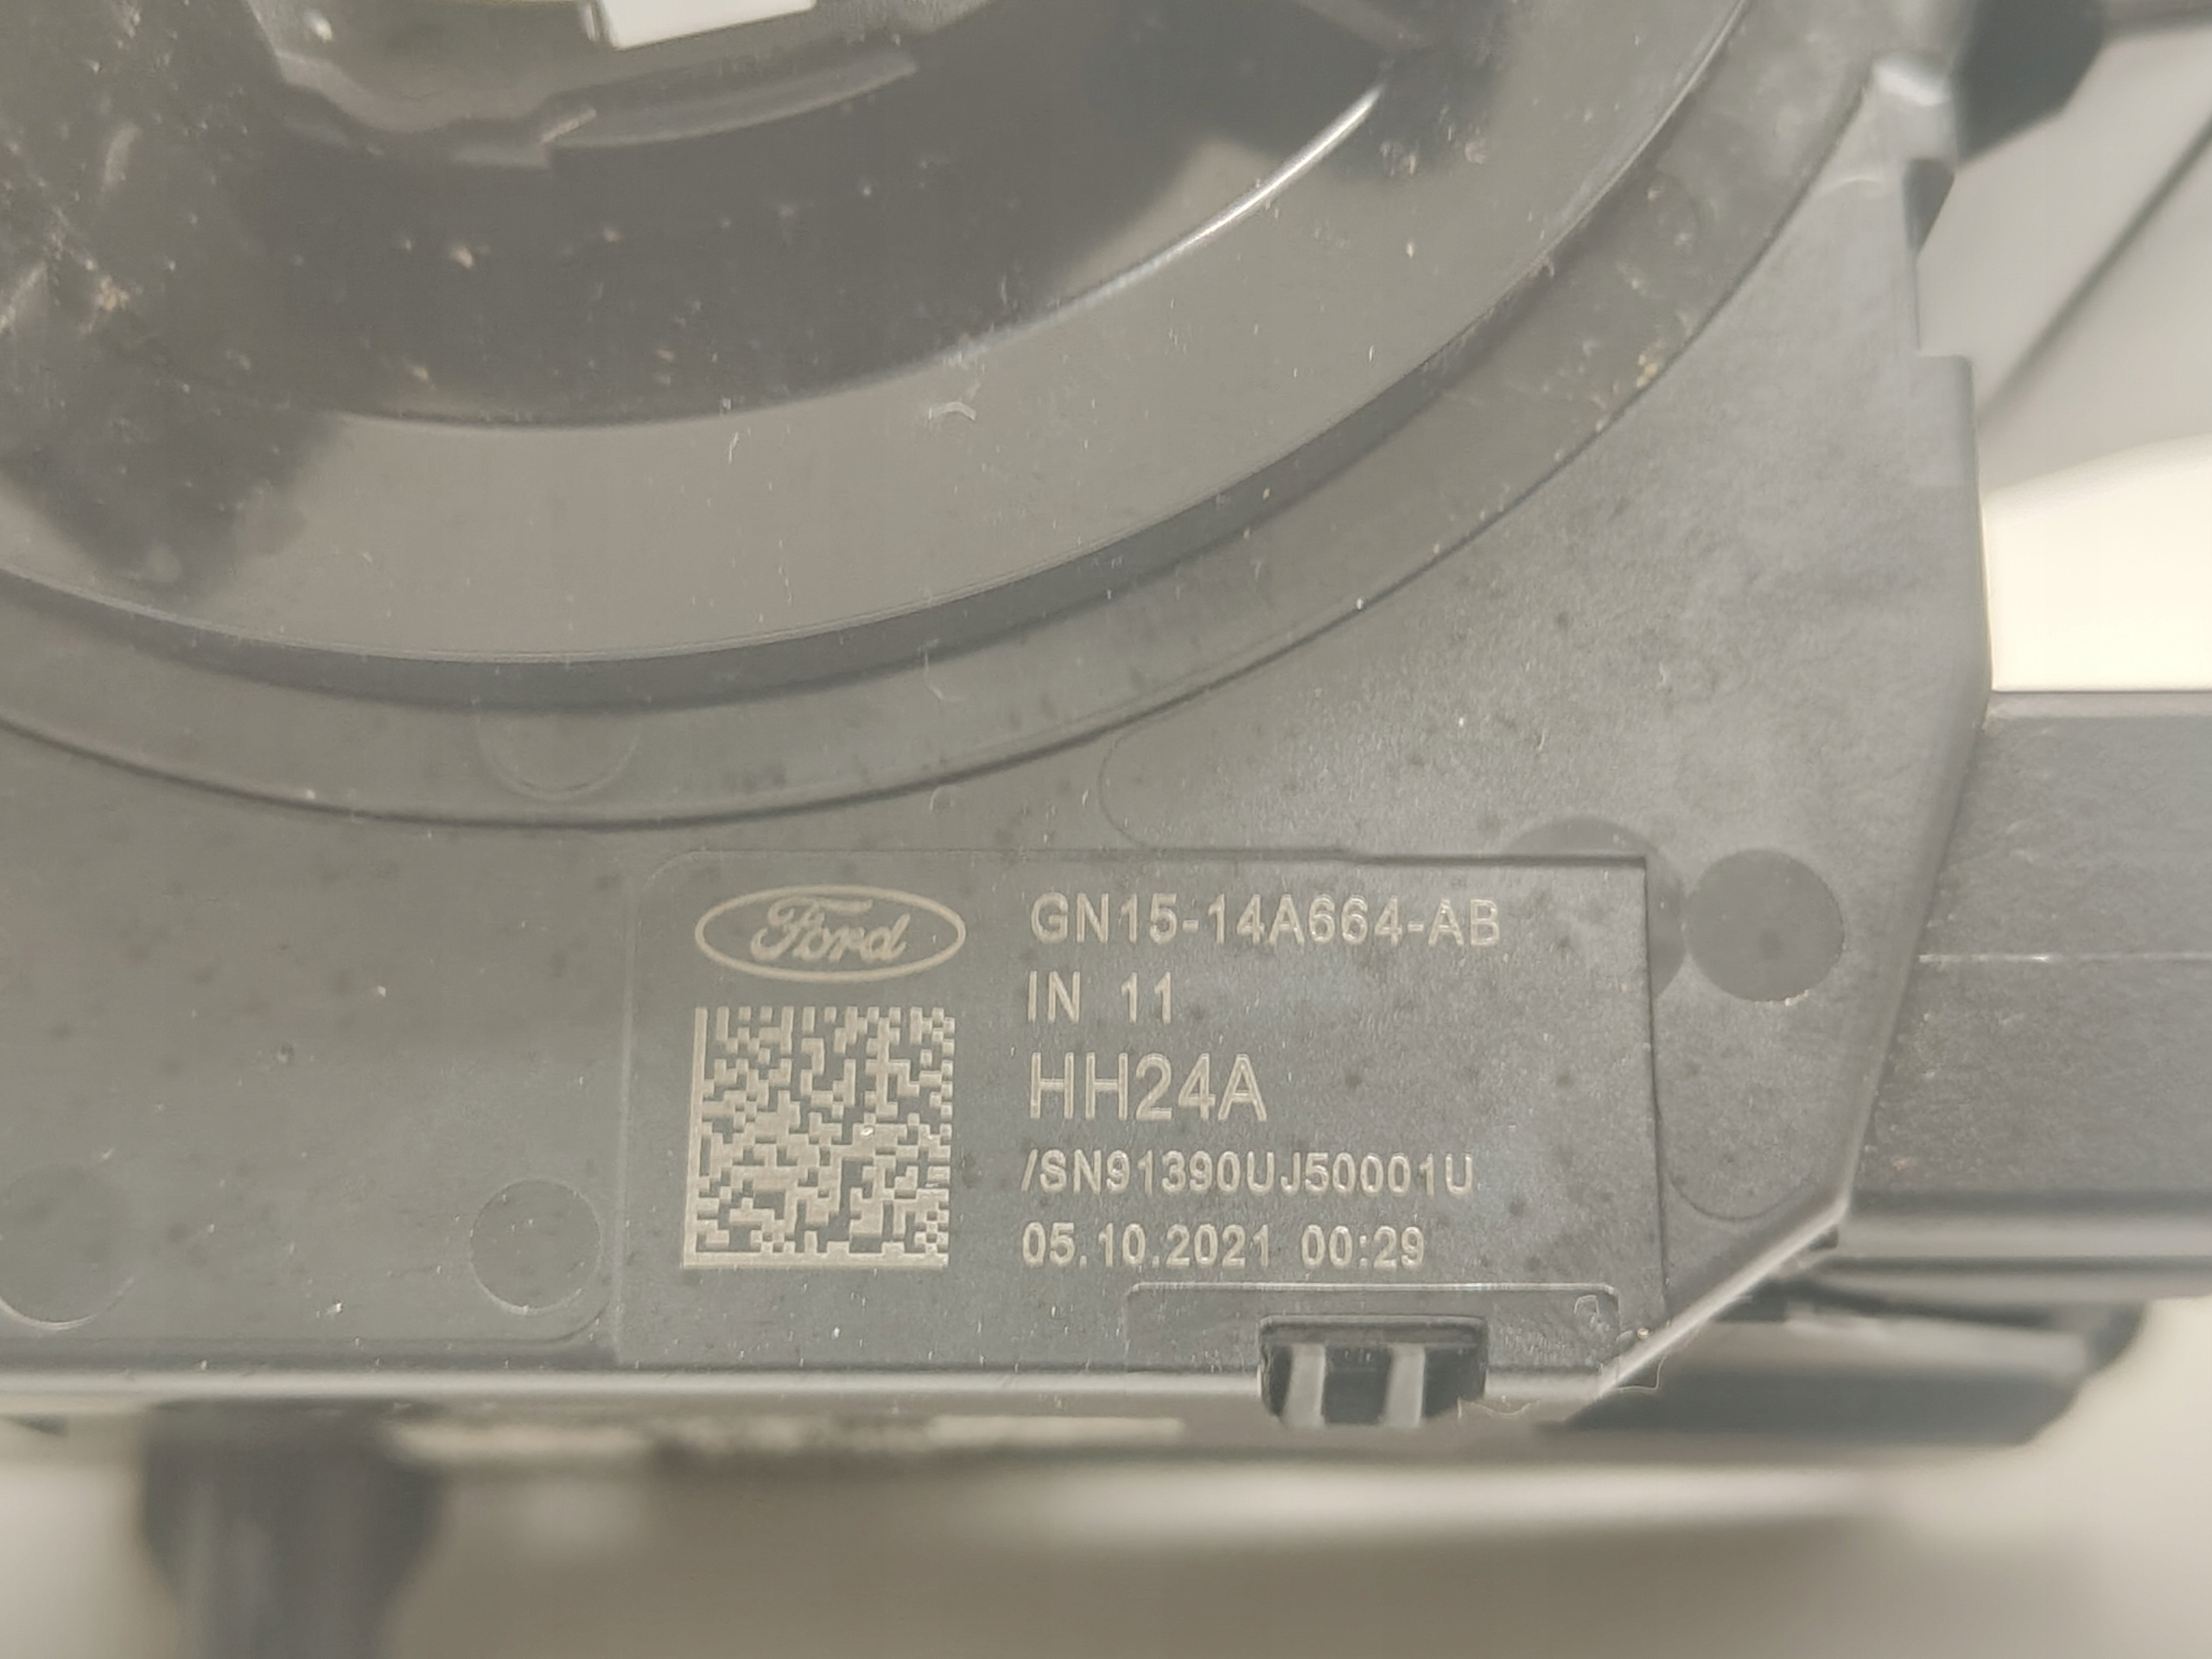 Ford
GN15-14A664-AB
IN 11
HH24A
/SN91390UJ50001U
05.10.2021 00:29